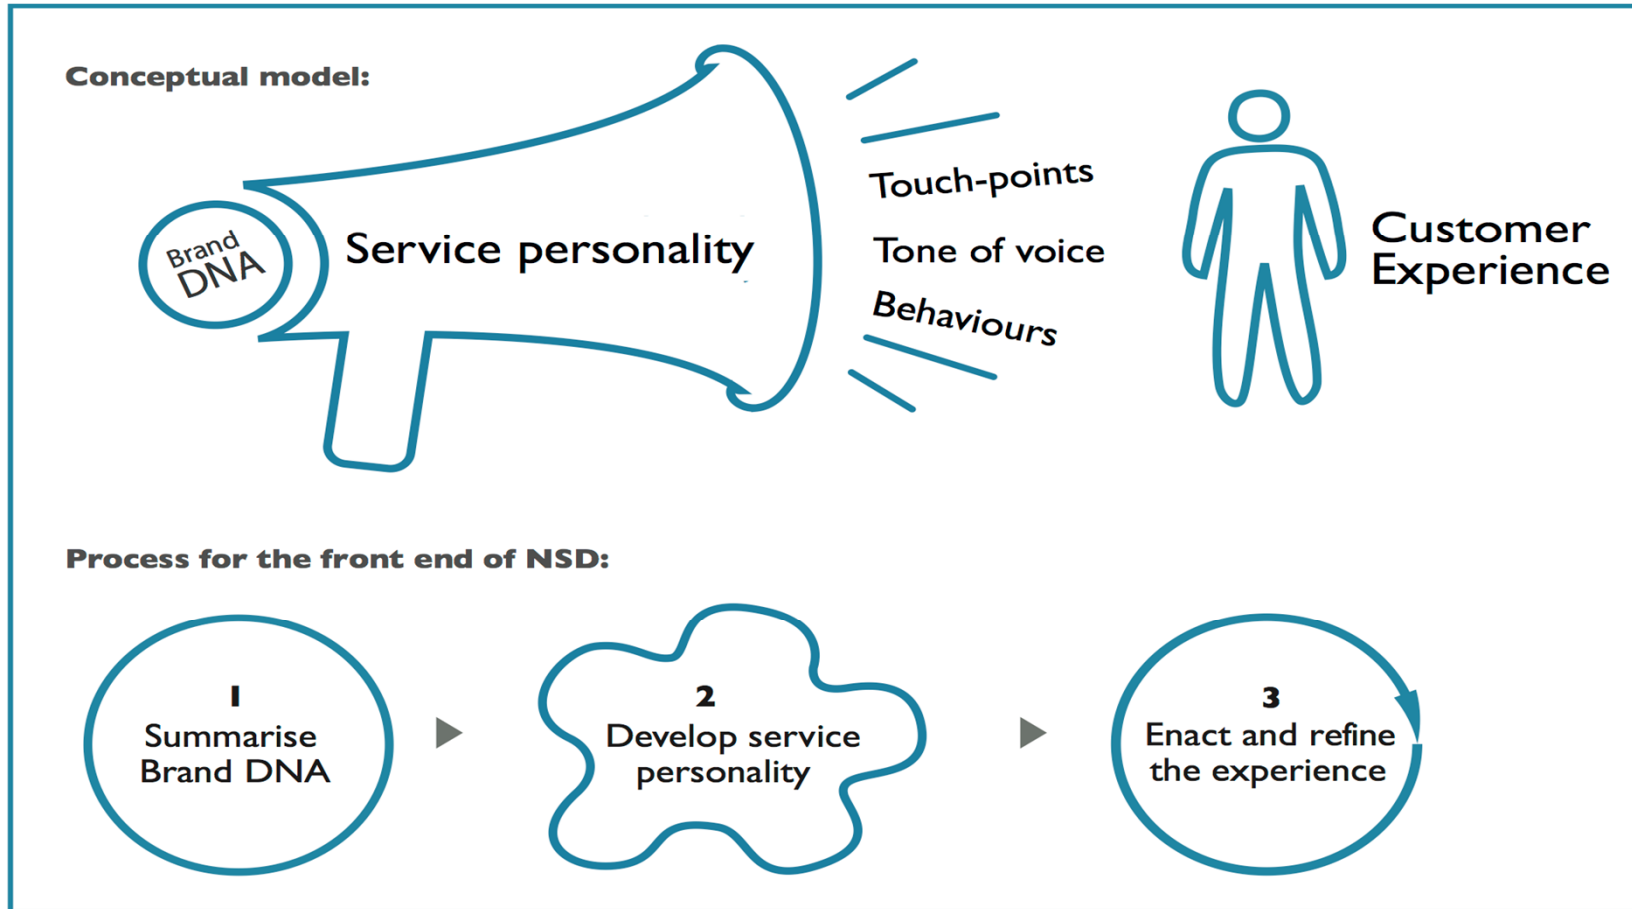 Conceptual model:
Brand
DNA
Service personality
Touch-points
Tone of voice
Behaviours
Customer
Experience
Process for the front end of NSD:
1
Summarise
Brand DNA
2
Develop service
personality
3
Enact and refine
the experience